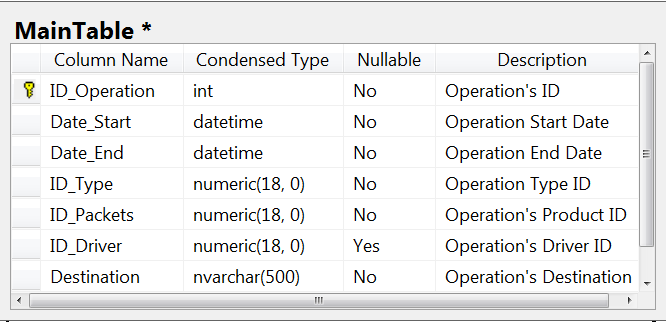 MainTable *
Column Name Condensed Type Nullable Description
ID_Operation int No Operation's ID
Date_Start datetime No Operation Start Date
Date_End datetime No Operation End Date
ID_Type numeric(18, 0) No Operation Type ID
ID_Packets numeric(18, 0) No Operation's Product ID
ID_Driver numeric(18, 0) Yes Operation's Driver ID
Destination nvarchar(500) No Operation's Destination